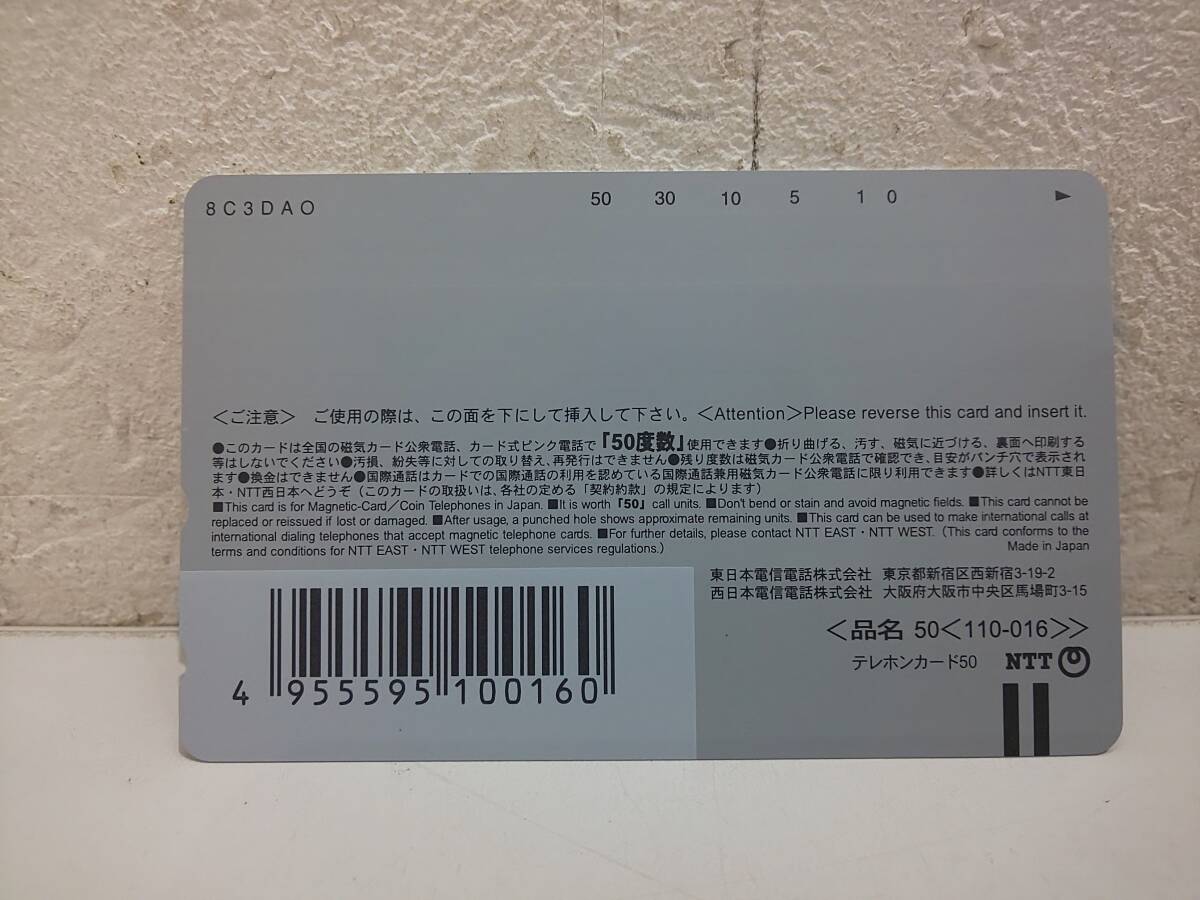 8C3DAO
50 30 10 5 1 0
＜ご注意＞ ご使用の際は、この面を下にして挿入して下さい。＜Attention＞Please reverse this card and insert it.
●このカードは全国の磁気カード公衆電話、カード式ピンク電話で『50度数』使用できます●折り曲げる、汚す、磁気に近づける、裏面へ印刷する
等はしないでください●汚損、紛失等に対しての取り替え、再発行はできません●残り度数は磁気カード公衆電話で確認でき、目安がパンチ穴で表示され
ます●換金はできません●国際通話はカードでの国際通話の利用を認めている国際通話兼用磁気カード公衆電話に限り利用できます●詳しくはNTT東日
本・NTT西日本へどうぞ（このカードの取扱いは、各社の定める「契約約款」の規定によります）
■This card is for Magnetic-Card／Coin Telephones in Japan. ■It is worth「50」call units. ■Don't bend or stain and avoid magnetic fields. ■This card cannot be
replaced or reissued if lost or damaged. ■After usage, a punched hole shows approximate remaining units. ■This card can be used to make international calls at
international dialing telephones that accept magnetic telephone cards. ■For further details, please contact NTT EAST・NTT WEST.（This card conforms to the
terms and conditions for NTT EAST・NTT WEST telephone services regulations.）
Made in Japan
東日本電信電話株式会社 東京都新宿区西新宿3-19-2
西日本電信電話株式会社 大阪府大阪市中央区馬場町3-15
＜品名 50＜110-016＞＞
テレホンカード50 NTT
4 955595 100160